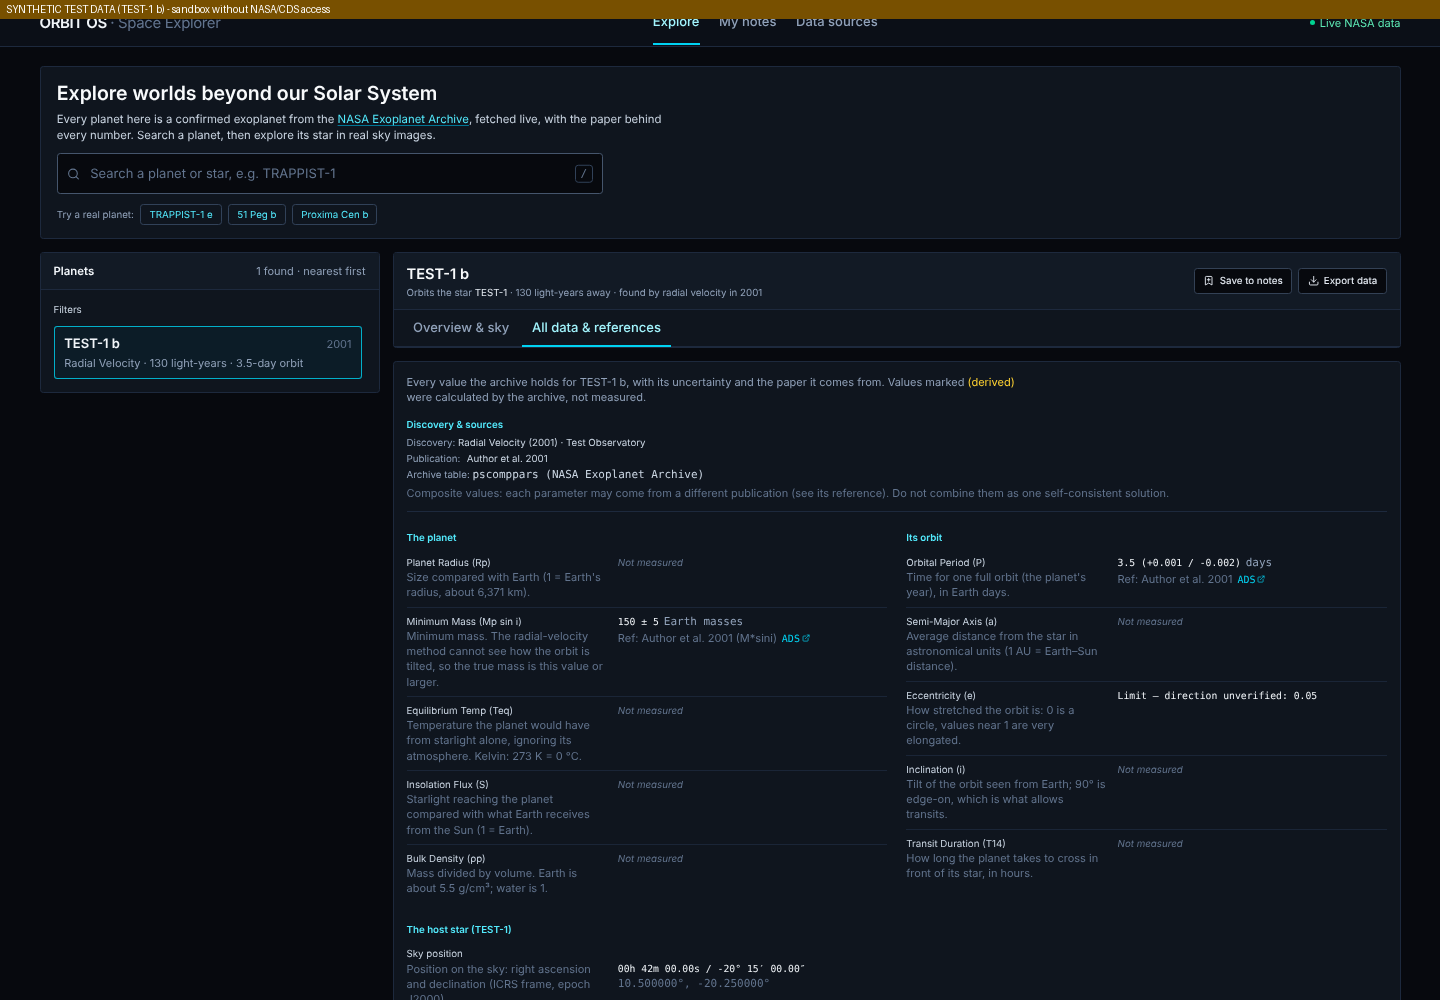 SYNTHETIC TEST DATA (TEST-1 b) - sandbox without NASA/CDS access
ORBIT OS · Space Explorer
Explore
My notes
Data sources
Live NASA data
Explore worlds beyond our Solar System
Every planet here is a confirmed exoplanet from the NASA Exoplanet Archive, fetched live, with the paper behind
every number. Search a planet, then explore its star in real sky images.
Search a planet or star, e.g. TRAPPIST-1
/
Try a real planet:
TRAPPIST-1 e
51 Peg b
Proxima Cen b
Planets
1 found · nearest first
Filters
TEST-1 b
2001
Radial Velocity · 130 light-years · 3.5-day orbit
TEST-1 b
Orbits the star TEST-1 · 130 light-years away · found by radial velocity in 2001
Save to notes
Export data
Overview & sky
All data & references
Every value the archive holds for TEST-1 b, with its uncertainty and the paper it comes from. Values marked (derived)
were calculated by the archive, not measured.
Discovery & sources
Discovery: Radial Velocity (2001) · Test Observatory
Publication: Author et al. 2001
Archive table: pscomppars (NASA Exoplanet Archive)
Composite values: each parameter may come from a different publication (see its reference). Do not combine them as one self-consistent solution.
The planet
Planet Radius (Rp)
Size compared with Earth (1 = Earth's
radius, about 6,371 km).
Not measured
Minimum Mass (Mp sin i)
Minimum mass. The radial-velocity
method cannot see how the orbit is
tilted, so the true mass is this value or
larger.
150 ± 5 Earth masses
Ref: Author et al. 2001 (M*sini) ADS
Equilibrium Temp (Teq)
Temperature the planet would have
from starlight alone, ignoring its
atmosphere. Kelvin: 273 K = 0 °C.
Not measured
Insolation Flux (S)
Starlight reaching the planet
compared with what Earth receives
from the Sun (1 = Earth).
Not measured
Bulk Density (ρp)
Mass divided by volume. Earth is
about 5.5 g/cm³; water is 1.
Not measured
Its orbit
Orbital Period (P)
Time for one full orbit (the planet's
year), in Earth days.
3.5 (+0.001 / -0.002) days
Ref: Author et al. 2001 ADS
Semi-Major Axis (a)
Average distance from the star in
astronomical units (1 AU = Earth–Sun
distance).
Not measured
Eccentricity (e)
How stretched the orbit is: 0 is a
circle, values near 1 are very
elongated.
Limit — direction unverified: 0.05
Inclination (i)
Tilt of the orbit seen from Earth; 90° is
edge-on, which is what allows
transits.
Not measured
Transit Duration (T14)
How long the planet takes to cross in
front of its star, in hours.
Not measured
The host star (TEST-1)
Sky position
Position on the sky: right ascension
and declination (ICRS frame, epoch
J2000).
00h 42m 00.00s / -20° 15′ 00.00″
10.500000°, -20.250000°